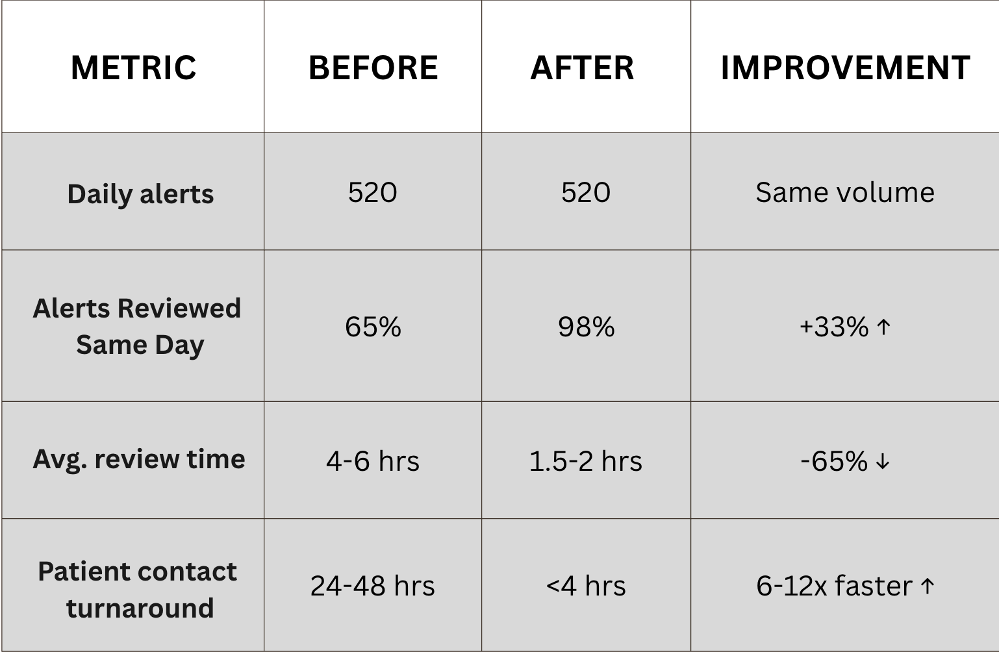 METRIC BEFORE AFTER IMPROVEMENT
Daily alerts 520 520 Same volume
Alerts Reviewed
Same Day 65% 98% +33% ↑
Avg. review time 4-6 hrs 1.5-2 hrs -65% ↓
Patient contact
turnaround 24-48 hrs <4 hrs 6-12x faster ↑